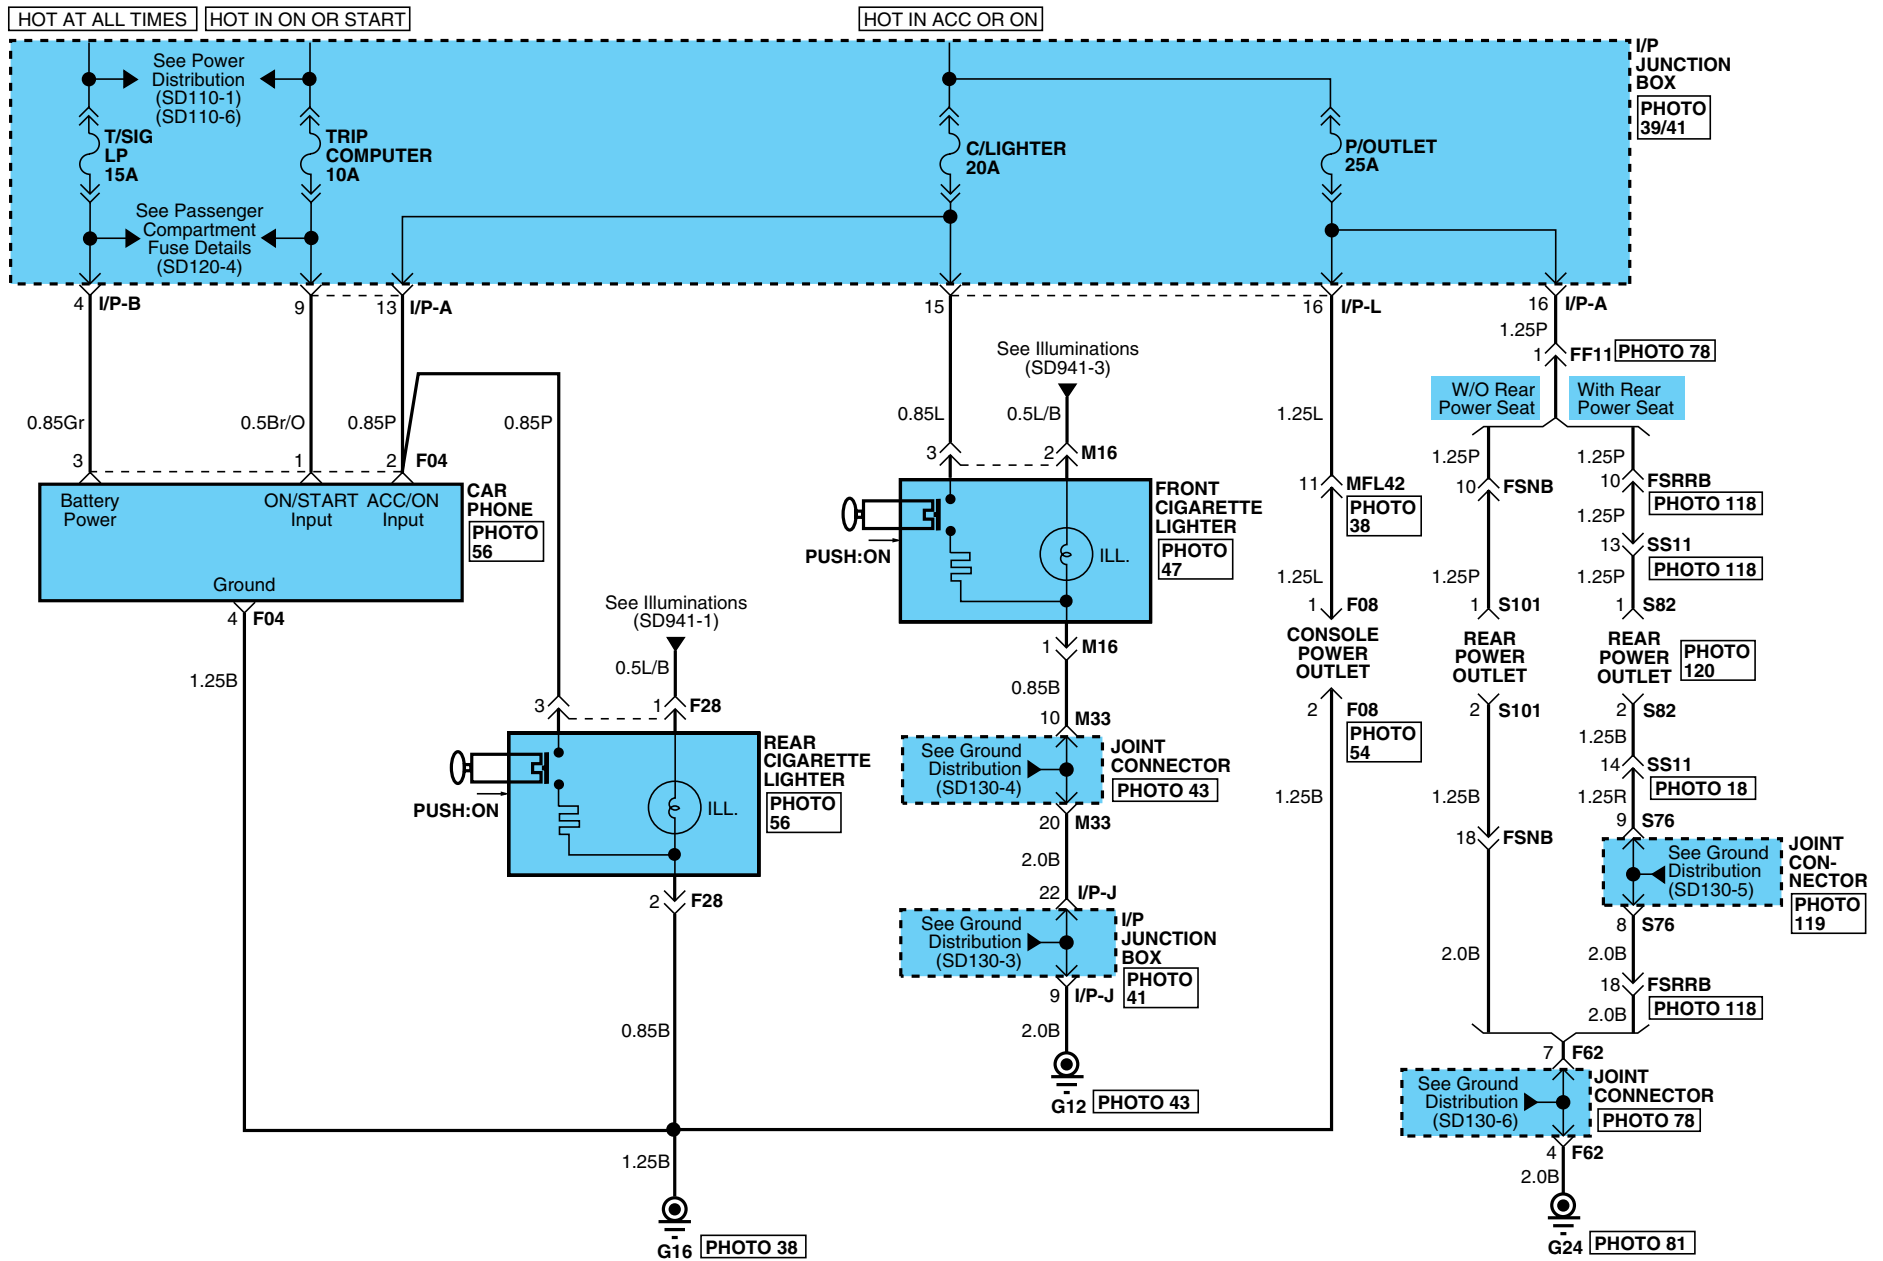 HOT AT ALL TIMES
HOT IN ON OR START
HOT IN ACC OR ON
I/P
JUNCTION
BOX
PHOTO
39/41
See Power
Distribution
(SD110-1)
(SD110-6)
T/SIG
LP
15A
TRIP
COMPUTER
10A
C/LIGHTER
20A
P/OUTLET
25A
See Passenger
Compartment
Fuse Details
(SD120-4)
4 I/P-B
9
13 I/P-A
15
16 I/P-L
16 I/P-A
1.25P
1 FF11 PHOTO 78
W/O Rear
Power Seat
With Rear
Power Seat
0.85Gr
0.5Br/O
0.85P
0.85P
3
1
2 F04
Battery
Power
ON/START
Input
ACC/ON
Input
Ground
CAR
PHONE
PHOTO
56
4 F04
1.25B
See Illuminations
(SD941-1)
0.5L/B
3
1 F28
PUSH:ON
ILL.
REAR
CIGARETTE
LIGHTER
PHOTO
56
2 F28
0.85B
1.25B
G16 PHOTO 38
See Illuminations
(SD941-3)
0.85L
0.5L/B
3
2 M16
PUSH:ON
ILL.
FRONT
CIGARETTE
LIGHTER
PHOTO
47
1 M16
0.85B
10 M33
See Ground
Distribution
(SD130-4)
JOINT
CONNECTOR
PHOTO 43
20 M33
2.0B
22 I/P-J
See Ground
Distribution
(SD130-3)
I/P
JUNCTION
BOX
PHOTO
41
9 I/P-J
2.0B
G12 PHOTO 43
1.25L
11 MFL42
PHOTO
38
1.25L
1 F08
CONSOLE
POWER
OUTLET
2 F08
PHOTO
54
1.25B
1.25P
10 FSNB
1.25P
1 S101
REAR
POWER
OUTLET
2 S101
1.25B
18 FSNB
2.0B
1.25P
10 FSRRB
PHOTO 118
1.25P
13 SS11
PHOTO 118
1.25P
1 S82
REAR
POWER
OUTLET
PHOTO
120
2 S82
1.25B
14 SS11
PHOTO 18
1.25R
9 S76
See Ground
Distribution
(SD130-5)
JOINT
CON-
NECTOR
PHOTO
119
8 S76
2.0B
18 FSRRB
PHOTO 118
2.0B
7 F62
See Ground
Distribution
(SD130-6)
JOINT
CONNECTOR
PHOTO 78
4 F62
2.0B
G24 PHOTO 81